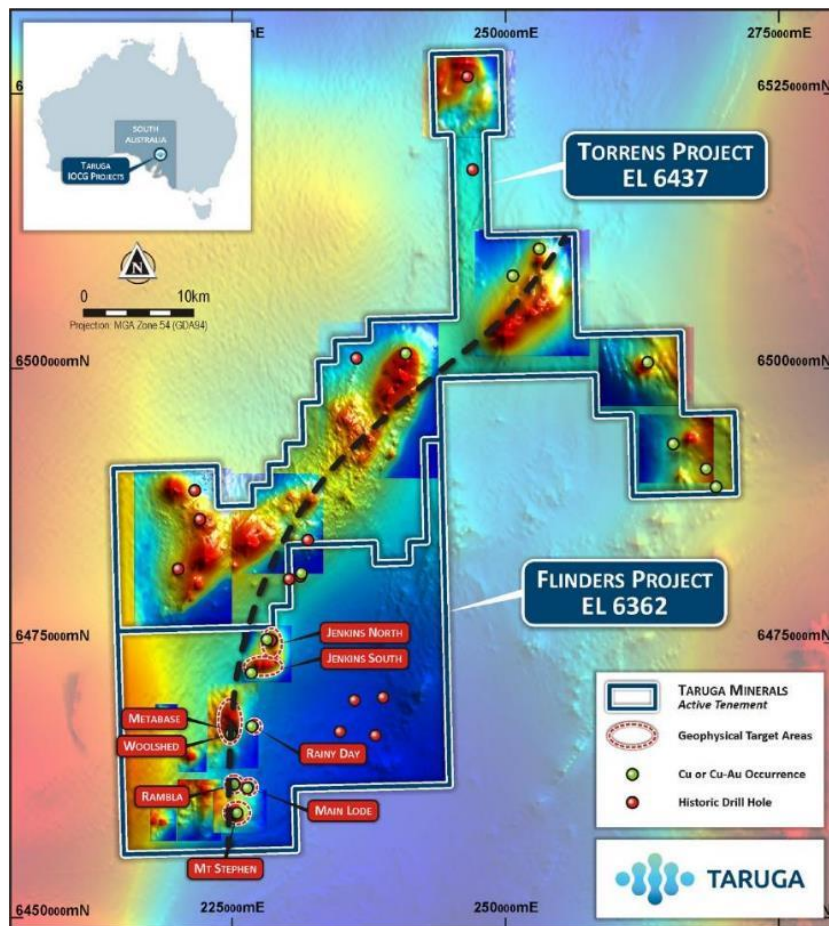 250000mE
275000mE
SOUTH
AUSTRALIA
TARUGA
IOCG PROJECTS
6525000mN
TORRENS PROJECT
EL 6437
N
0 10km
Projection: MGA Zone 54 (GDA94)
6500000mN
6500000mN
FLINDERS PROJECT
EL 6362
6475000mN
6475000mN
JENKINS NORTH
JENKINS SOUTH
METABASE
WOOLSHED
RAINY DAY
RAMBLA
MAIN LODE
MT STEPHEN
TARUGA MINERALS
Active Tenement
Geophysical Target Areas
Cu or Cu-Au Occurrence
Historic Drill Hole
TARUGA
6450000mN
225000mE
250000mE